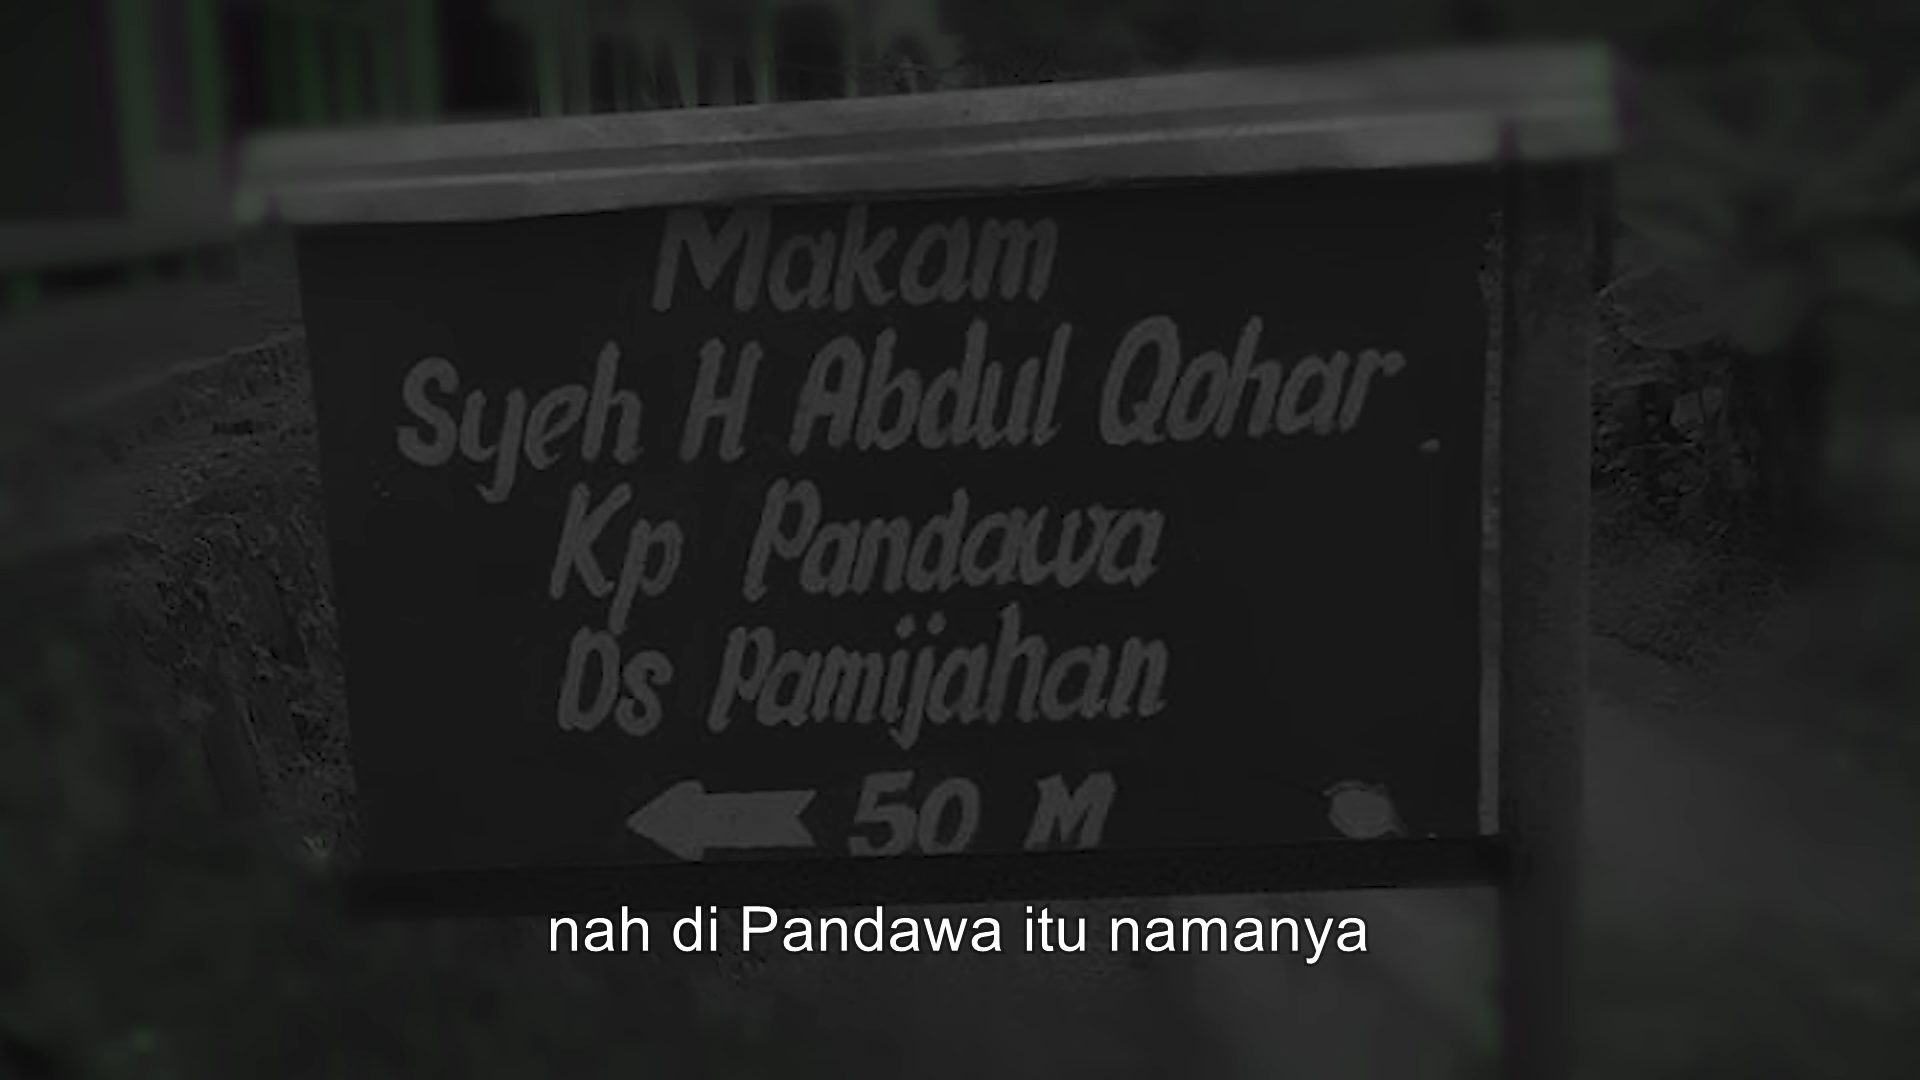 Makam
Syeh H Abdul Qohar
Kp Pandawa
Ds Pamijahan
50 M
nah di Pandawa itu namanya